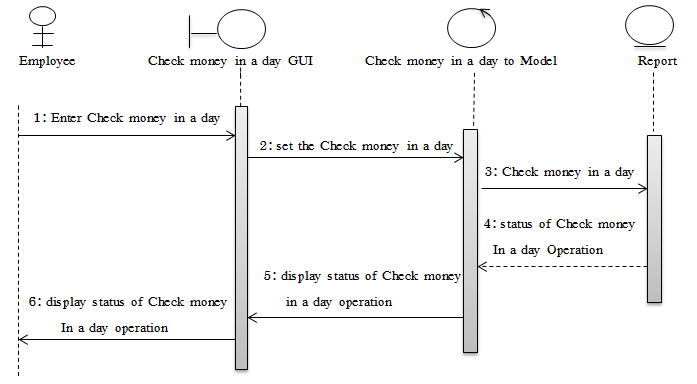 Employee
Check money in a day GUI
Check money in a day to Model
Report
1: Enter Check money in a day
2: set the Check money in a day
3: Check money in a day
4: status of Check money
In a day Operation
5: display status of Check money
in a day operation
6: display status of Check money
In a day operation